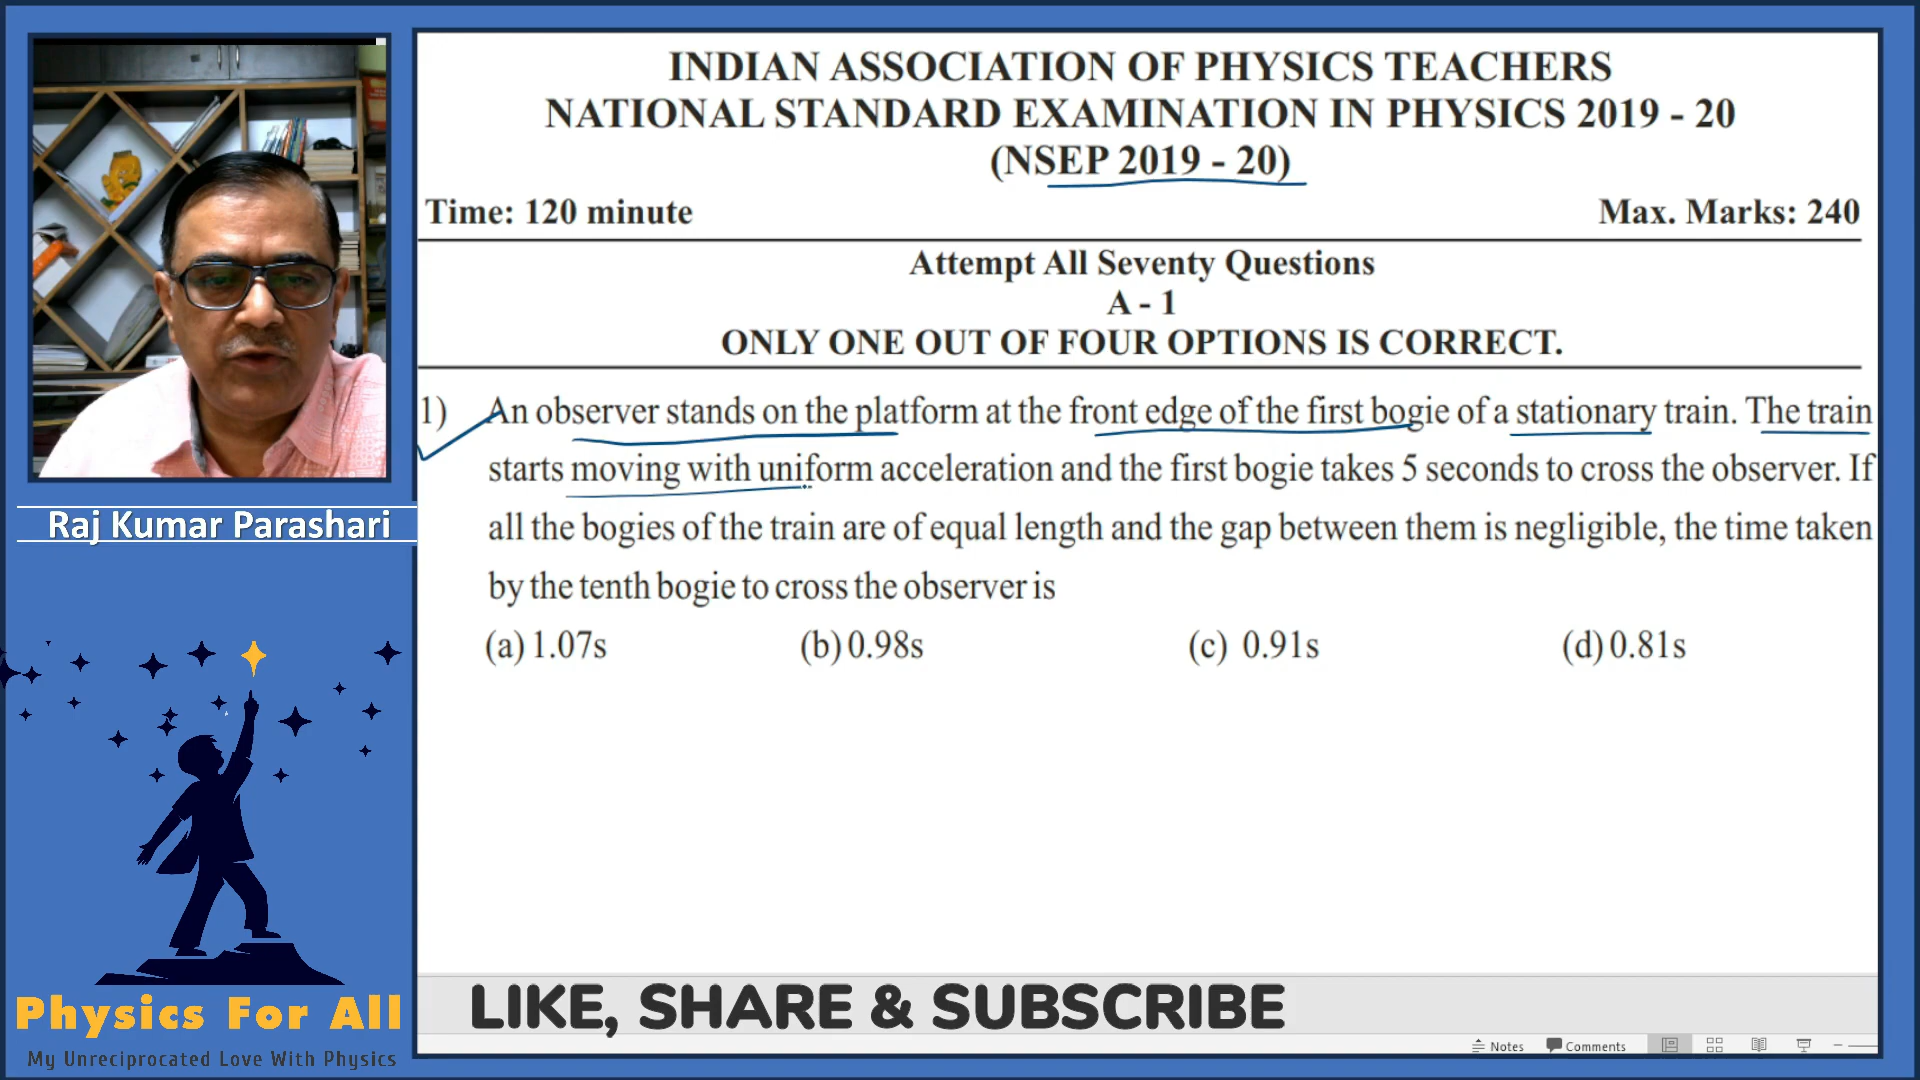 INDIAN ASSOCIATION OF PHYSICS TEACHERS
NATIONAL STANDARD EXAMINATION IN PHYSICS 2019 - 20
(NSEP 2019 - 20)
Time: 120 minute Max. Marks: 240
Attempt All Seventy Questions
A - 1
ONLY ONE OUT OF FOUR OPTIONS IS CORRECT.
1) An observer stands on the platform at the front edge of the first bogie of a stationary train. The train
starts moving with uniform acceleration and the first bogie takes 5 seconds to cross the observer. If
all the bogies of the train are of equal length and the gap between them is negligible, the time taken
by the tenth bogie to cross the observer is
(a) 1.07s (b) 0.98s (c) 0.91s (d) 0.81s
Raj Kumar Parashari
Physics For All
My Unreciprocated Love With Physics
LIKE, SHARE & SUBSCRIBE
Notes Comments